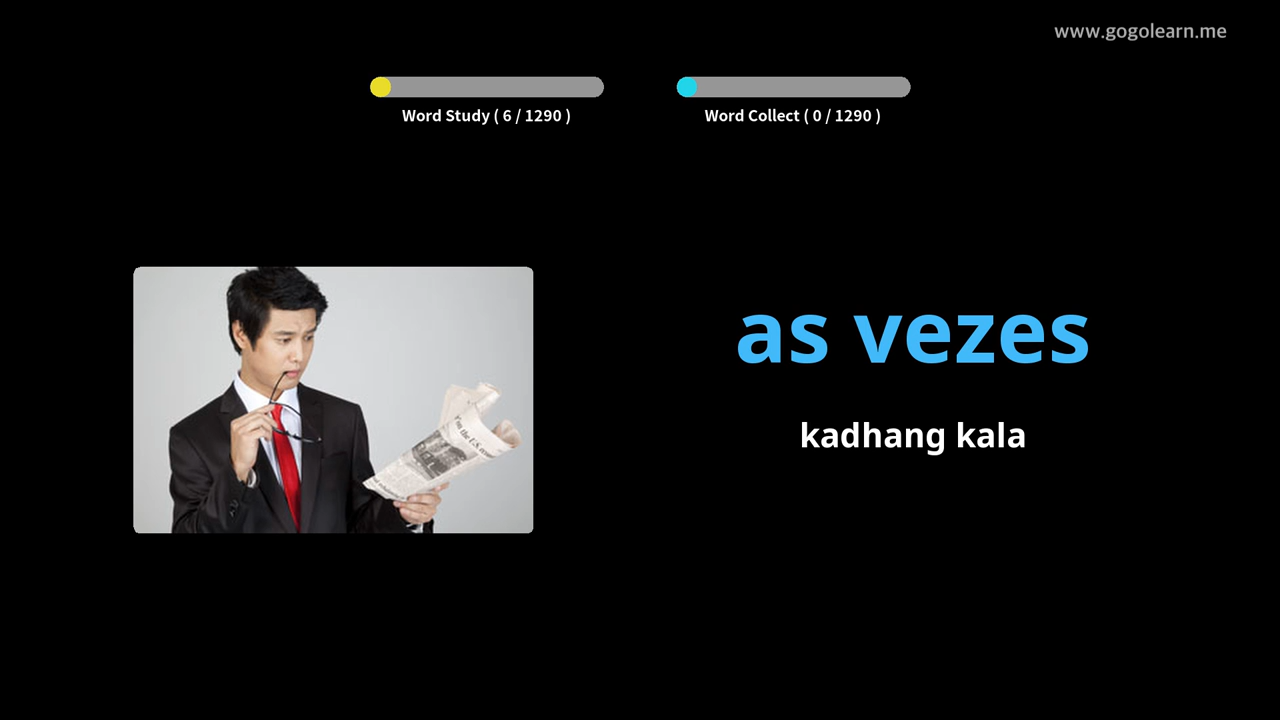 www.gogolearn.me
Word Study ( 6 / 1290 )
Word Collect ( 0 / 1290 )
as vezes
kadhang kala